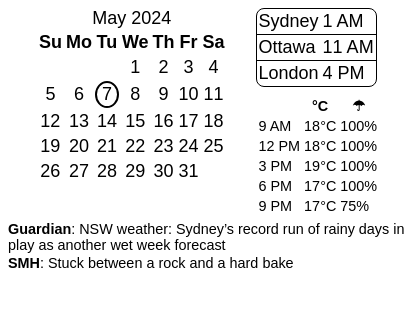 May 2024
Su Mo Tu We Th Fr Sa
1 2 3 4
5 6 7 8 9 10 11
12 13 14 15 16 17 18
19 20 21 22 23 24 25
26 27 28 29 30 31
Sydney 1 AM
Ottawa 11 AM
London 4 PM
°C ☂
9 AM 18°C 100%
12 PM 18°C 100%
3 PM 19°C 100%
6 PM 17°C 100%
9 PM 17°C 75%
Guardian: NSW weather: Sydney’s record run of rainy days in
play as another wet week forecast
SMH: Stuck between a rock and a hard bake